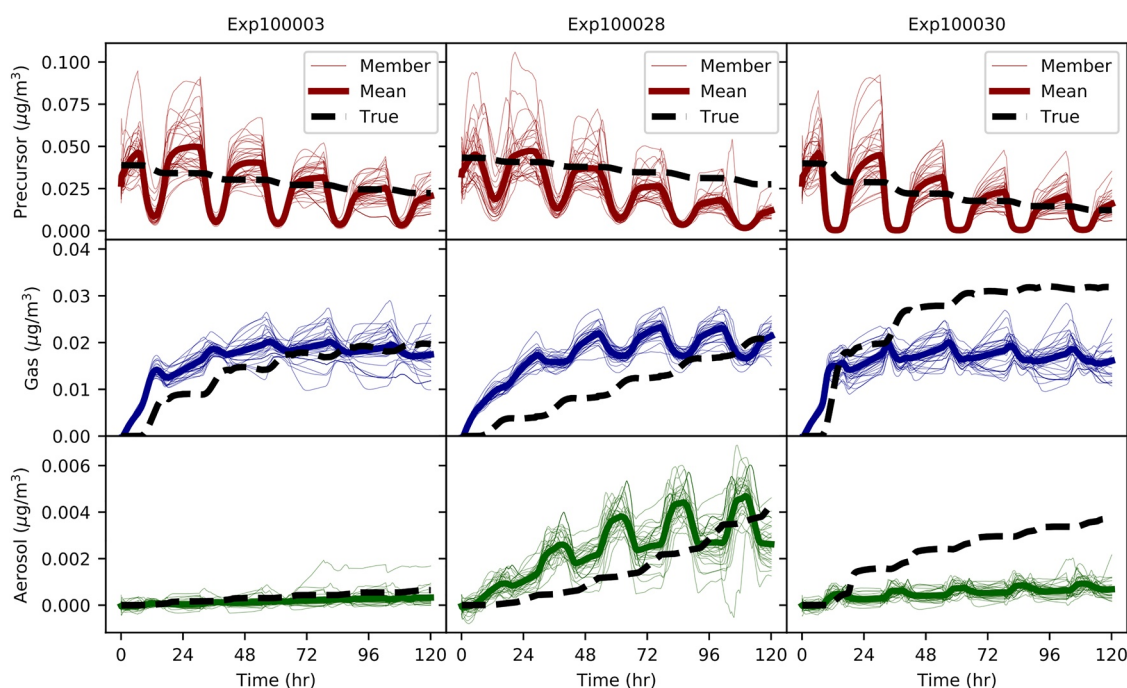 Exp100003 Exp100028 Exp100030
Precursor (μg/m³)
0.100
0.075
0.050
0.025
0.000
Member
Mean
True
Member
Mean
True
Member
Mean
True
Gas (μg/m³)
0.04
0.03
0.02
0.01
0.00
Aerosol (μg/m³)
0.006
0.004
0.002
0.000
0 24 48 72 96 120 0 24 48 72 96 120 0 24 48 72 96 120
Time (hr) Time (hr) Time (hr)